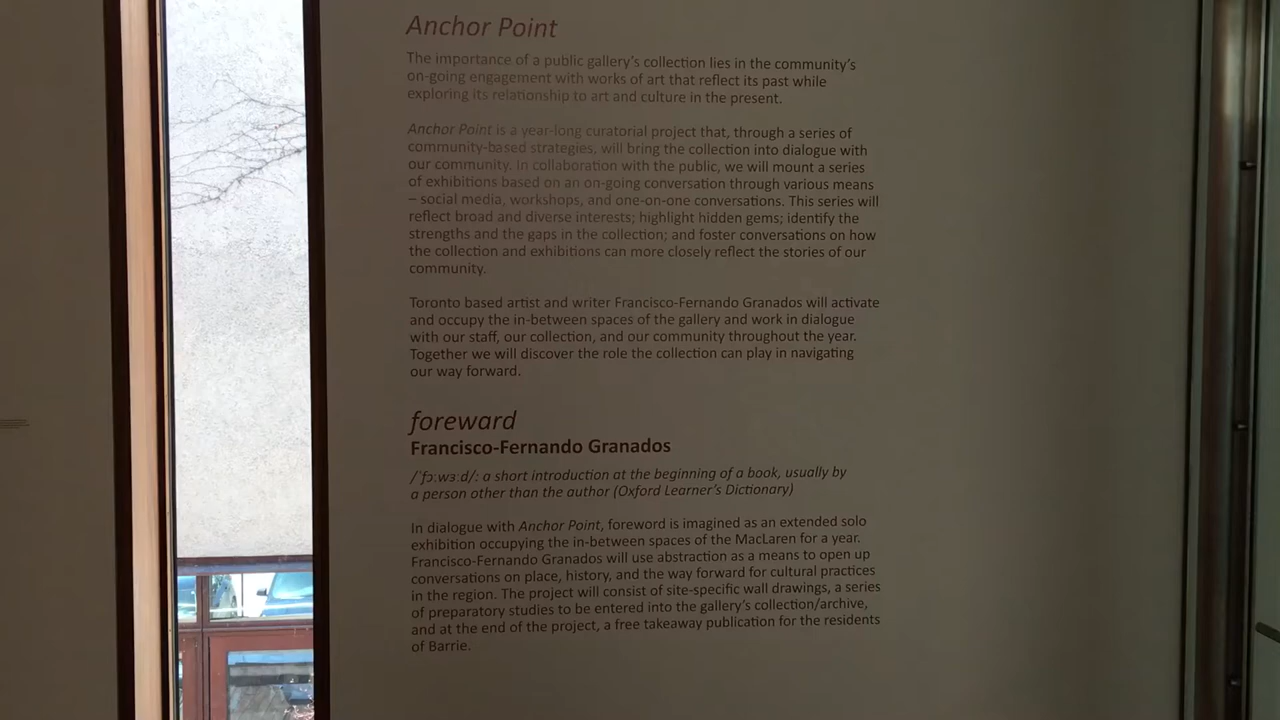 Anchor Point
The importance of a public gallery's collection lies in the community's
on-going engagement with works of art that reflect its past while
exploring its relationship to art and culture in the present.
Anchor Point is a year-long curatorial project that, through a series of
community-based strategies, will bring the collection into dialogue with
our community. In collaboration with the public, we will mount a series
of exhibitions based on an on-going conversation through various means
– social media, workshops, and one-on-one conversations. This series will
reflect broad and diverse interests; highlight hidden gems; identify the
strengths and the gaps in the collection; and foster conversations on how
the collection and exhibitions can more closely reflect the stories of our
community.
Toronto based artist and writer Francisco-Fernando Granados will activate
and occupy the in-between spaces of the gallery and work in dialogue
with our staff, our collection, and our community throughout the year.
Together we will discover the role the collection can play in navigating
our way forward.
foreward
Francisco-Fernando Granados
/ˈfɔːwɜːd/: a short introduction at the beginning of a book, usually by
a person other than the author (Oxford Learner's Dictionary)
In dialogue with Anchor Point, foreword is imagined as an extended solo
exhibition occupying the in-between spaces of the MacLaren for a year.
Francisco-Fernando Granados will use abstraction as a means to open up
conversations on place, history, and the way forward for cultural practices
in the region. The project will consist of site-specific wall drawings, a series
of preparatory studies to be entered into the gallery's collection/archive,
and at the end of the project, a free takeaway publication for the residents
of Barrie.